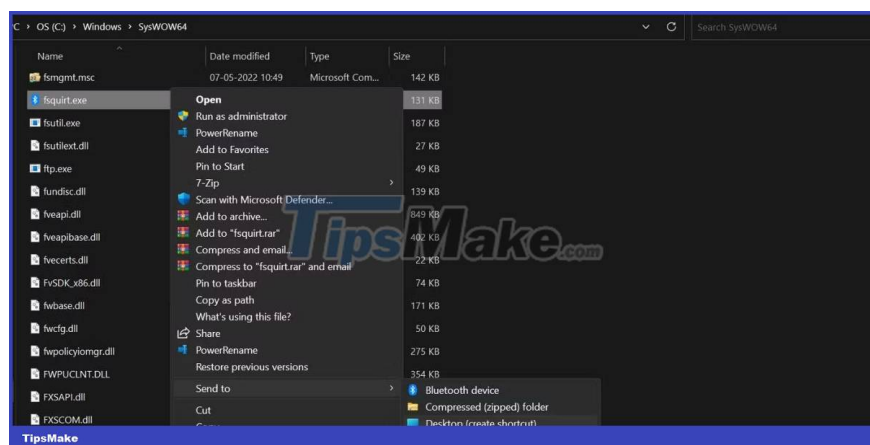 C > OS (C:) > Windows > SysWOW64 Search SysWOW64
Name Date modified Type Size
fsmgmt.msc 07-05-2022 10:49 Microsoft Com... 142 KB
fsquirt.exe 131 KB
Open
Run as administrator
fsutil.exe 187 KB
PowerRename
fsutilext.dll 27 KB
Add to Favorites
Pin to Start
ftp.exe 49 KB
7-Zip
fundisc.dll 139 KB
Scan with Microsoft Defender...
fveapi.dll 849 KB
Add to archive...
Add to "fsquirt.rar"
fveapibase.dll 402 KB
Compress and email...
TipsMake.com
fvecerts.dll 22 KB
Compress to "fsquirt.rar" and email
FvSDK_x86.dll 74 KB
Pin to taskbar
Copy as path
fwbase.dll 171 KB
What's using this file?
fwcfg.dll 50 KB
Share
fwpolicyiomgr.dll 275 KB
PowerRename
Restore previous versions
FWPUCLNT.DLL 354 KB
Send to
Bluetooth device
FXSAPI.dll
Compressed (zipped) folder
Cut
FXSCOM.dll
Desktop (create shortcut)
Copy
TipsMake